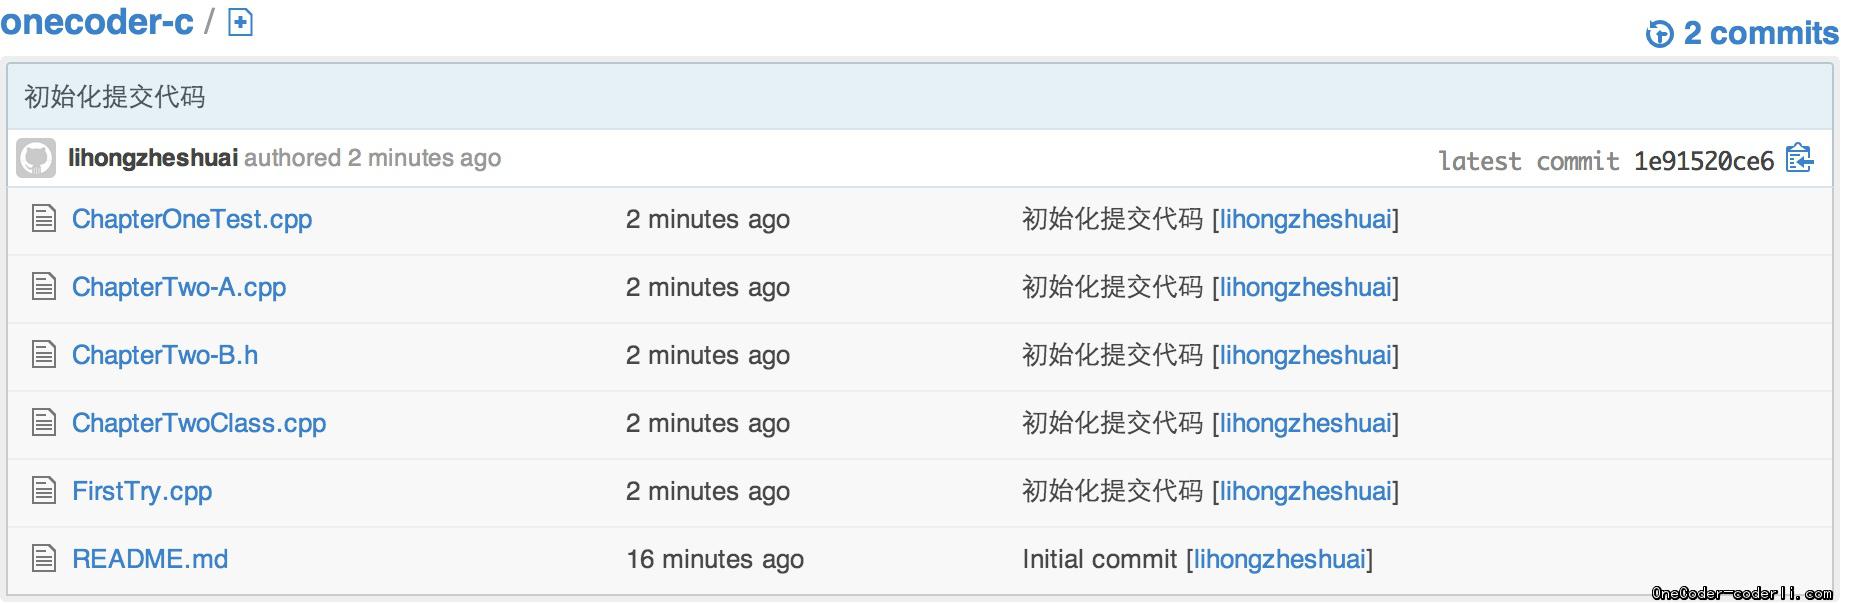 onecoder-c /
2 commits
初始化提交代码
lihongzheshuai authored 2 minutes ago
latest commit 1e91520ce6
ChapterOneTest.cpp 2 minutes ago 初始化提交代码 [lihongzheshuai]
ChapterTwo-A.cpp 2 minutes ago 初始化提交代码 [lihongzheshuai]
ChapterTwo-B.h 2 minutes ago 初始化提交代码 [lihongzheshuai]
ChapterTwoClass.cpp 2 minutes ago 初始化提交代码 [lihongzheshuai]
FirstTry.cpp 2 minutes ago 初始化提交代码 [lihongzheshuai]
README.md 16 minutes ago Initial commit [lihongzheshuai]
OneCoder-coderli.com